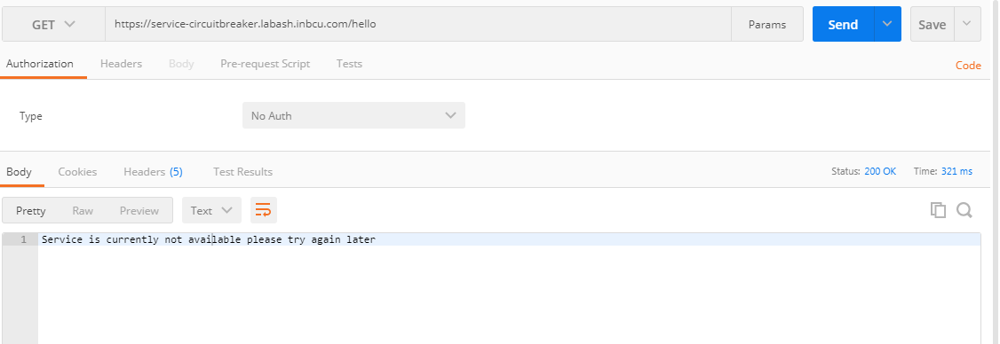 GET https://service-circuitbreaker.labash.inbcu.com/hello Params Send Save
Authorization Headers Body Pre-request Script Tests Code
Type No Auth
Body Cookies Headers (5) Test Results Status: 200 OK Time: 321 ms
Pretty Raw Preview Text
1 Service is currently not available please try again later